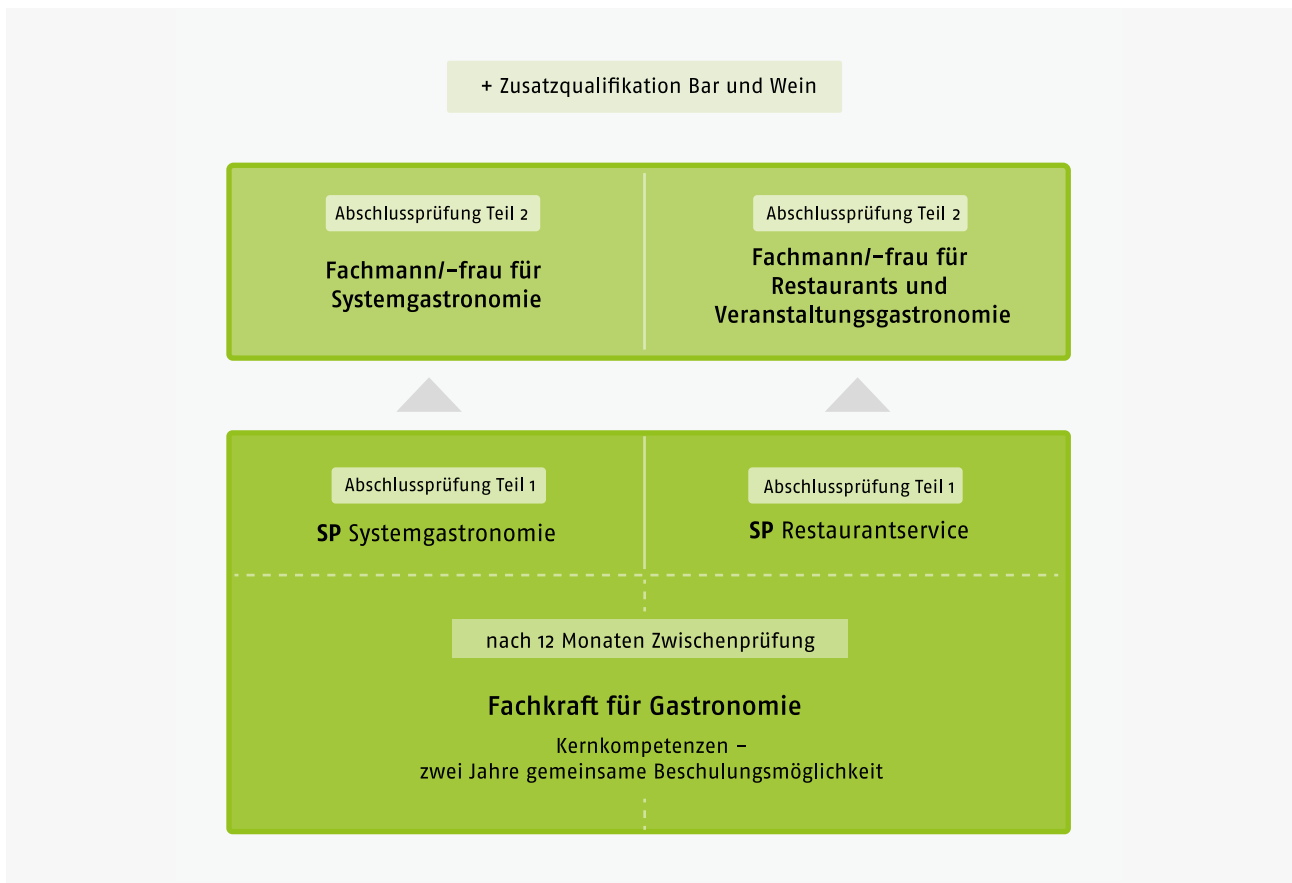 + Zusatzqualifikation Bar und Wein
Abschlussprüfung Teil 2
Fachmann/-frau für
Systemgastronomie
Abschlussprüfung Teil 2
Fachmann/-frau für
Restaurants und
Veranstaltungsgastronomie
Abschlussprüfung Teil 1
SP Systemgastronomie
Abschlussprüfung Teil 1
SP Restaurantservice
nach 12 Monaten Zwischenprüfung
Fachkraft für Gastronomie
Kernkompetenzen –
zwei Jahre gemeinsame Beschulungsmöglichkeit